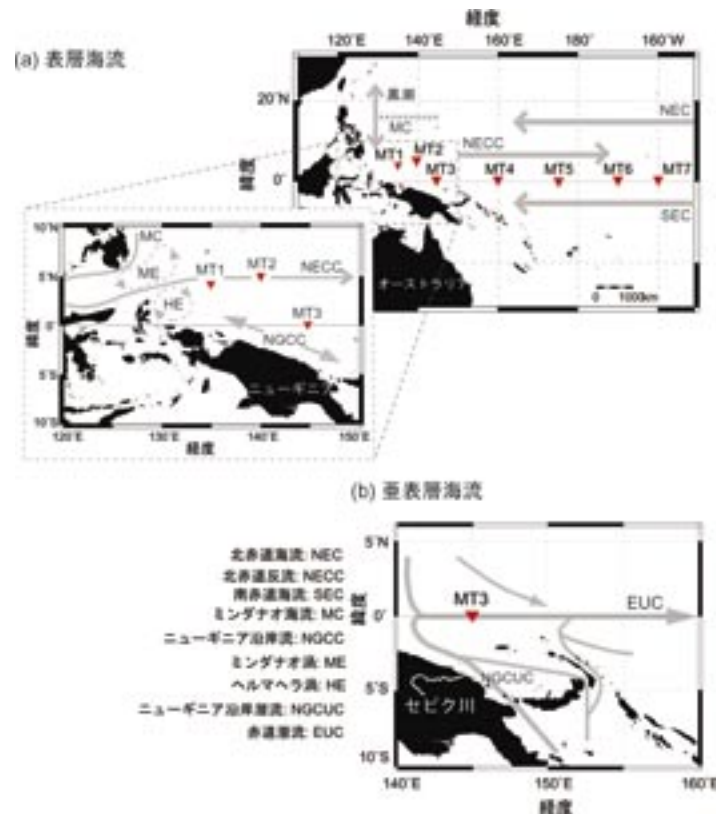 (a) 表層海流
経度
120˚E 140˚E 160˚E 180˚ 160˚W
緯度
20˚N
0˚
黒潮
MC
NEC
NECC
MT1
MT2
MT3
MT4
MT5
MT6
MT7
SEC
オーストラリア
0 1000km
緯度
10˚N
5˚N
0˚
5˚S
10˚S
MC
ME
HE
MT1
MT2
NECC
MT3
NGCC
ニューギニア
120˚E 130˚E 140˚E 150˚E
経度
(b) 亜表層海流
北赤道海流: NEC
北赤道反流: NECC
南赤道海流: SEC
ミンダナオ海流: MC
ニューギニア沿岸流: NGCC
ミンダナオ渦: ME
ヘルマヘラ渦: HE
ニューギニア沿岸潜流: NGCUC
赤道潜流: EUC
緯度
5˚N
0˚
5˚S
10˚S
MT3
EUC
NGCUC
セピク川
140˚E 150˚E 160˚E
経度